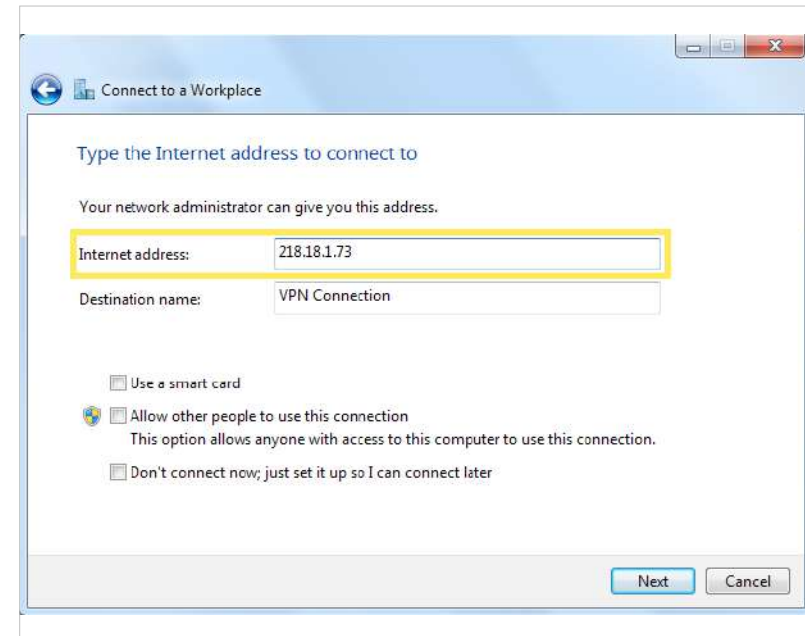 Connect to a Workplace
Type the Internet address to connect to
Your network administrator can give you this address.
Internet address: 218.18.1.73
Destination name: VPN Connection
Use a smart card
Allow other people to use this connection
This option allows anyone with access to this computer to use this connection.
Don't connect now; just set it up so I can connect later
Next Cancel